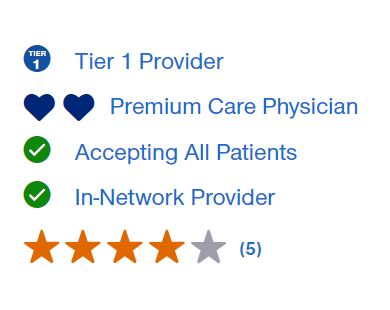 TIER
1
Tier 1 Provider
Premium Care Physician
Accepting All Patients
In-Network Provider
(5)